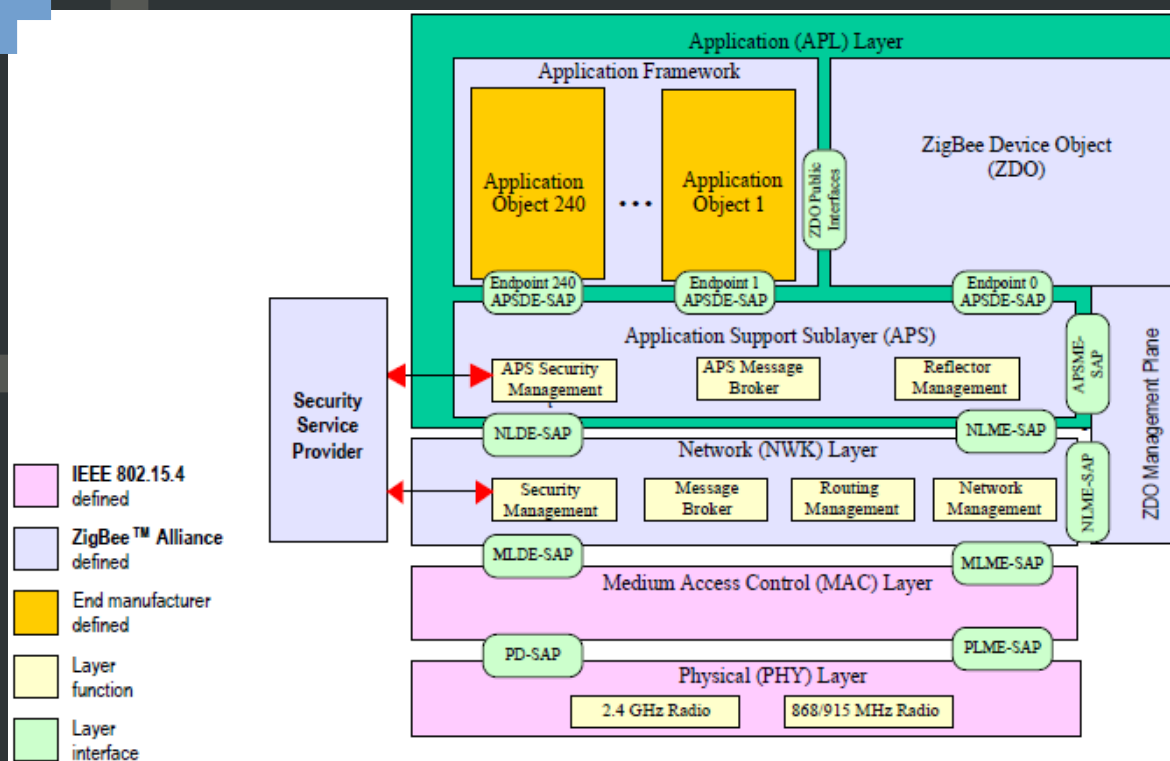 Application (APL) Layer
Application Framework
Application
Object 240
...
Application
Object 1
ZDO Public
Interfaces
ZigBee Device Object
(ZDO)
Endpoint 240
APSDE-SAP
Endpoint 1
APSDE-SAP
Endpoint 0
APSDE-SAP
Application Support Sublayer (APS)
APS Security
Management
APS Message
Broker
Reflector
Management
APSME-
SAP
ZDO Management Plane
Security
Service
Provider
NLDE-SAP
NLME-SAP
Network (NWK) Layer
Security
Management
Message
Broker
Routing
Management
Network
Management
NLME-SAP
MLDE-SAP
MLME-SAP
Medium Access Control (MAC) Layer
PD-SAP
PLME-SAP
Physical (PHY) Layer
2.4 GHz Radio
868/915 MHz Radio
IEEE 802.15.4
defined
ZigBee™ Alliance
defined
End manufacturer
defined
Layer
function
Layer
interface